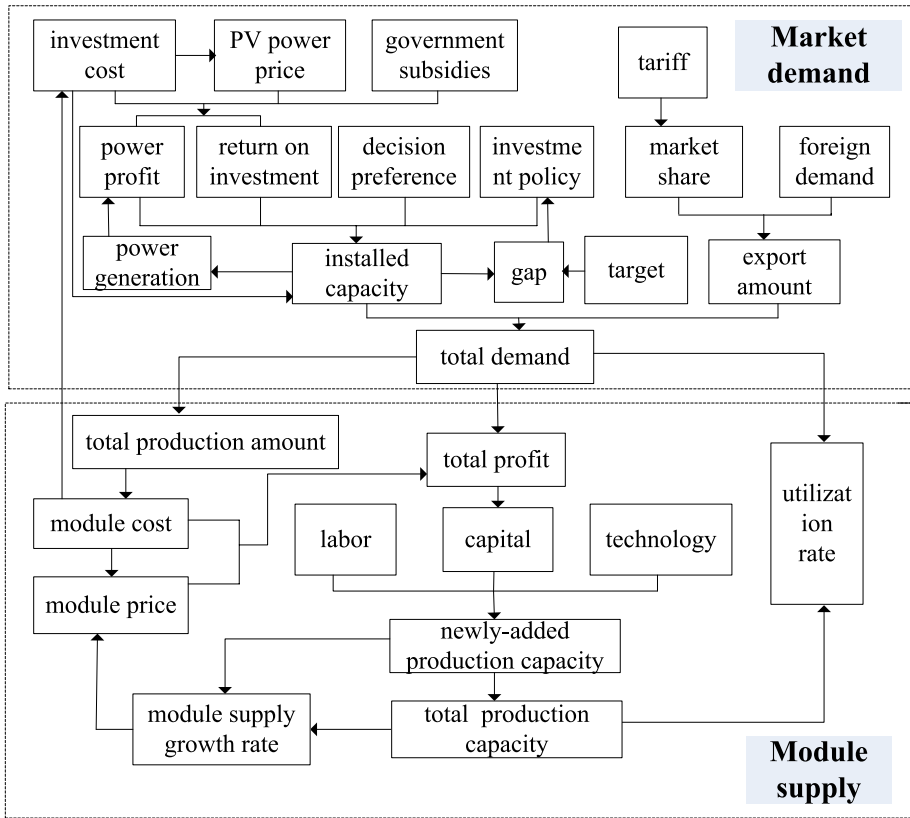 investment
cost
PV power
price
government
subsidies
tariff
Market
demand
power
profit
return on
investment
decision
preference
investme
nt policy
market
share
foreign
demand
power
generation
installed
capacity
gap
target
export
amount
total demand
total production amount
total profit
utilizat
ion
rate
module cost
labor
capital
technology
module price
newly-added
production capacity
module supply
growth rate
total production
capacity
Module
supply